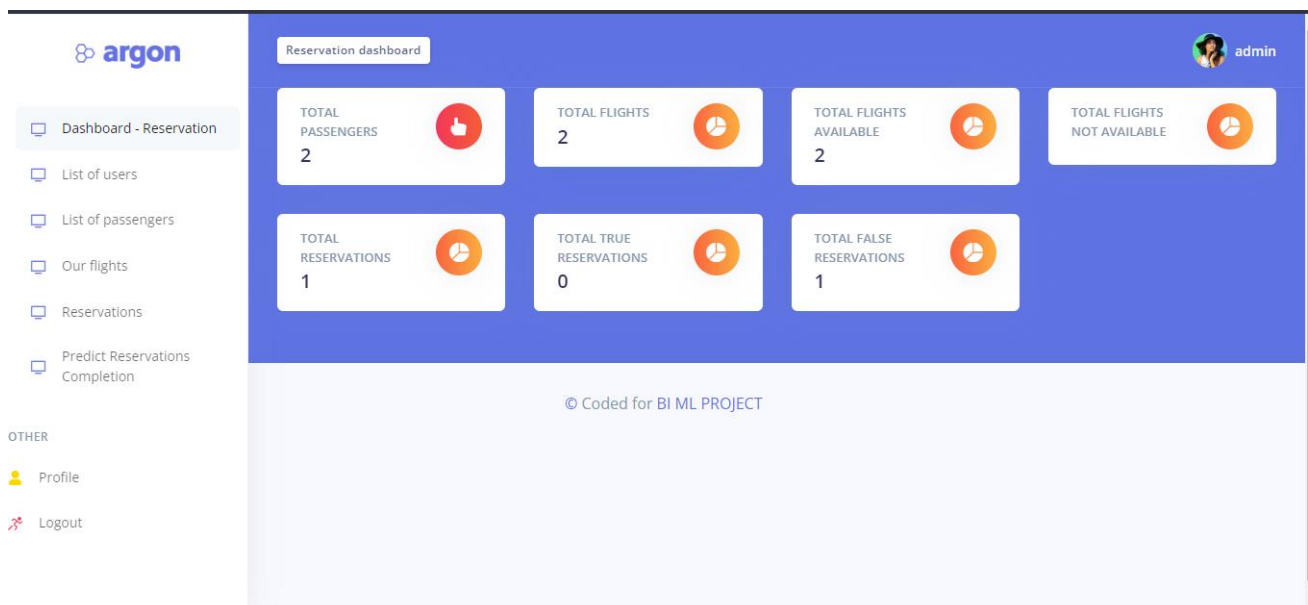 argon
Dashboard - Reservation
List of users
List of passengers
Our flights
Reservations
Predict Reservations
Completion
OTHER
Profile
Logout
Reservation dashboard
admin
TOTAL
PASSENGERS
2
TOTAL FLIGHTS
2
TOTAL FLIGHTS
AVAILABLE
2
TOTAL FLIGHTS
NOT AVAILABLE
TOTAL
RESERVATIONS
1
TOTAL TRUE
RESERVATIONS
0
TOTAL FALSE
RESERVATIONS
1
© Coded for BI ML PROJECT